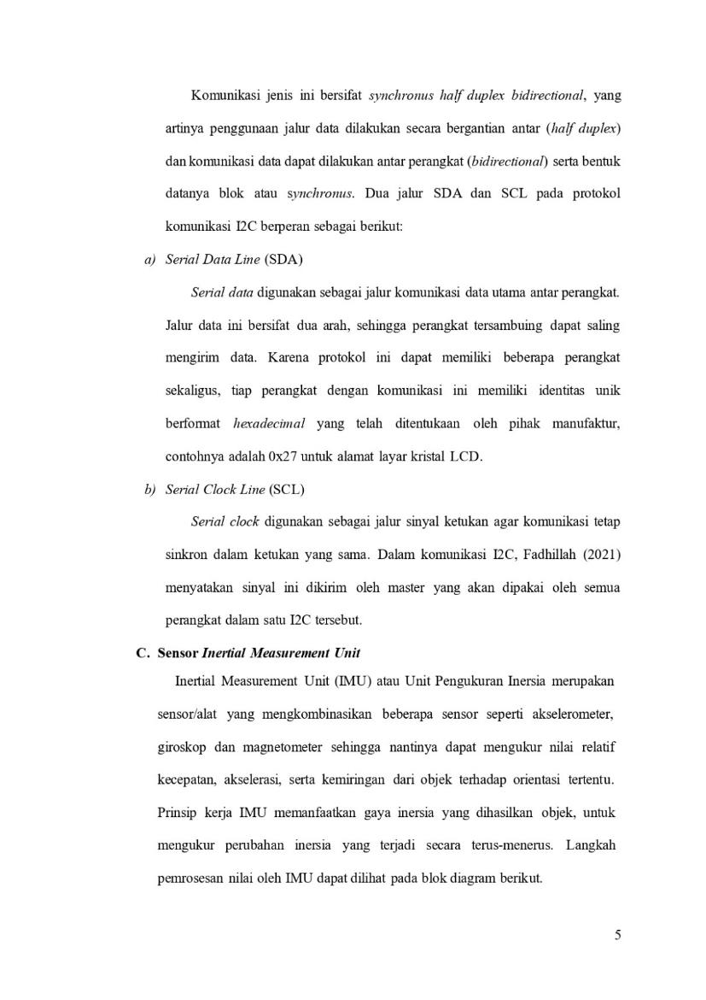 Komunikasi jenis ini bersifat synchronus half duplex bidirectional, yang
artinya penggunaan jalur data dilakukan secara bergantian antar (half duplex)
dan komunikasi data dapat dilakukan antar perangkat (bidirectional) serta bentuk
datanya blok atau synchronus. Dua jalur SDA dan SCL pada protokol
komunikasi I2C berperan sebagai berikut:
a) Serial Data Line (SDA)
Serial data digunakan sebagai jalur komunikasi data utama antar perangkat.
Jalur data ini bersifat dua arah, sehingga perangkat tersambuing dapat saling
mengirim data. Karena protokol ini dapat memiliki beberapa perangkat
sekaligus, tiap perangkat dengan komunikasi ini memiliki identitas unik
berformat hexadecimal yang telah ditentukaan oleh pihak manufaktur,
contohnya adalah 0x27 untuk alamat layar kristal LCD.
b) Serial Clock Line (SCL)
Serial clock digunakan sebagai jalur sinyal ketukan agar komunikasi tetap
sinkron dalam ketukan yang sama. Dalam komunikasi I2C, Fadhillah (2021)
menyatakan sinyal ini dikirim oleh master yang akan dipakai oleh semua
perangkat dalam satu I2C tersebut.
C. Sensor Inertial Measurement Unit
Inertial Measurement Unit (IMU) atau Unit Pengukuran Inersia merupakan
sensor/alat yang mengkombinasikan beberapa sensor seperti akselerometer,
giroskop dan magnetometer sehingga nantinya dapat mengukur nilai relatif
kecepatan, akselerasi, serta kemiringan dari objek terhadap orientasi tertentu.
Prinsip kerja IMU memanfaatkan gaya inersia yang dihasilkan objek, untuk
mengukur perubahan inersia yang terjadi secara terus-menerus. Langkah
pemrosesan nilai oleh IMU dapat dilihat pada blok diagram berikut.
5